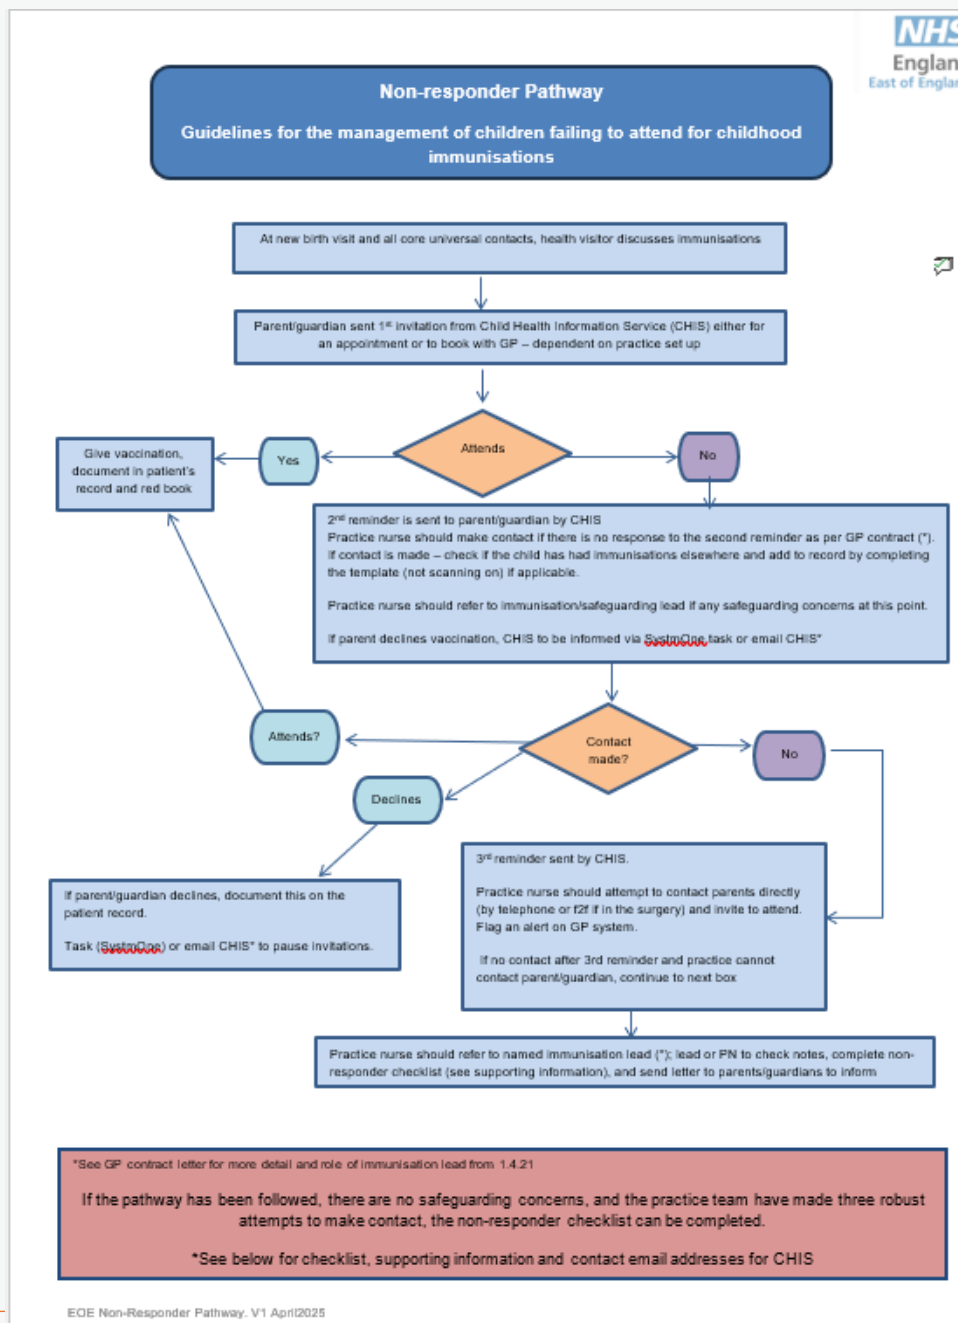 NHS
England
East of England
Non-responder Pathway
Guidelines for the management of children failing to attend for childhood
immunisations
At new birth visit and all core universal contacts, health visitor discusses immunisations
Parent/guardian sent 1st invitation from Child Health Information Service (CHIS) either for
an appointment or to book with GP – dependent on practice set up
Attends
Yes
No
Give vaccination,
document in patient's
record and red book
2nd reminder is sent to parent/guardian by CHIS
Practice nurse should make contact if there is no response to the second reminder as per GP contract (*).
If contact is made – check if the child has had immunisations elsewhere and add to record by completing
the template (not scanning on) if applicable.
Practice nurse should refer to immunisation/safeguarding lead if any safeguarding concerns at this point.
If parent declines vaccination, CHIS to be informed via SystmOne task or email CHIS*
Attends?
Contact
made?
No
Declines
3rd reminder sent by CHIS.
Practice nurse should attempt to contact parents directly
(by telephone or f2f if in the surgery) and invite to attend.
Flag an alert on GP system.
If no contact after 3rd reminder and practice cannot
contact parent/guardian, continue to next box
If parent/guardian declines, document this on the
patient record.
Task (SystmOne) or email CHIS* to pause invitations.
Practice nurse should refer to named immunisation lead (*); lead or PN to check notes, complete non-
responder checklist (see supporting information), and send letter to parents/guardians to inform
*See GP contract letter for more detail and role of immunisation lead from 1.4.21
If the pathway has been followed, there are no safeguarding concerns, and the practice team have made three robust
attempts to make contact, the non-responder checklist can be completed.
*See below for checklist, supporting information and contact email addresses for CHIS
EOE Non-Responder Pathway. V1 April2025